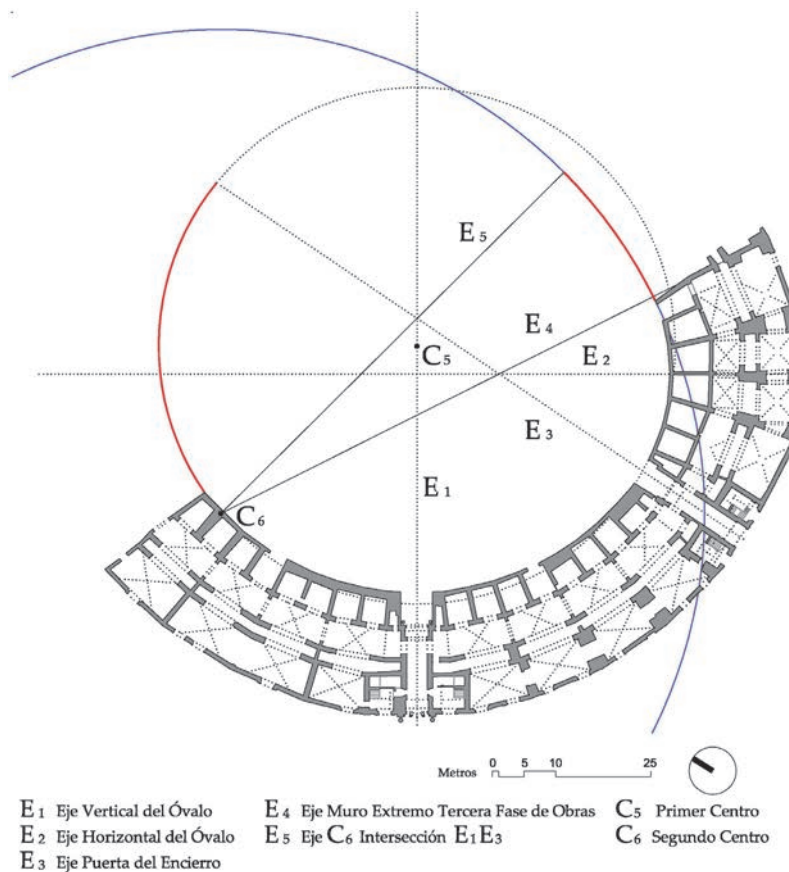 E5
E4
C5
E2
E3
E1
C6
Metros 0 5 10 25
E1 Eje Vertical del Óvalo E4 Eje Muro Extremo Tercera Fase de Obras C5 Primer Centro
E2 Eje Horizontal del Óvalo E5 Eje C6 Intersección E1E3 C6 Segundo Centro
E3 Eje Puerta del Encierro